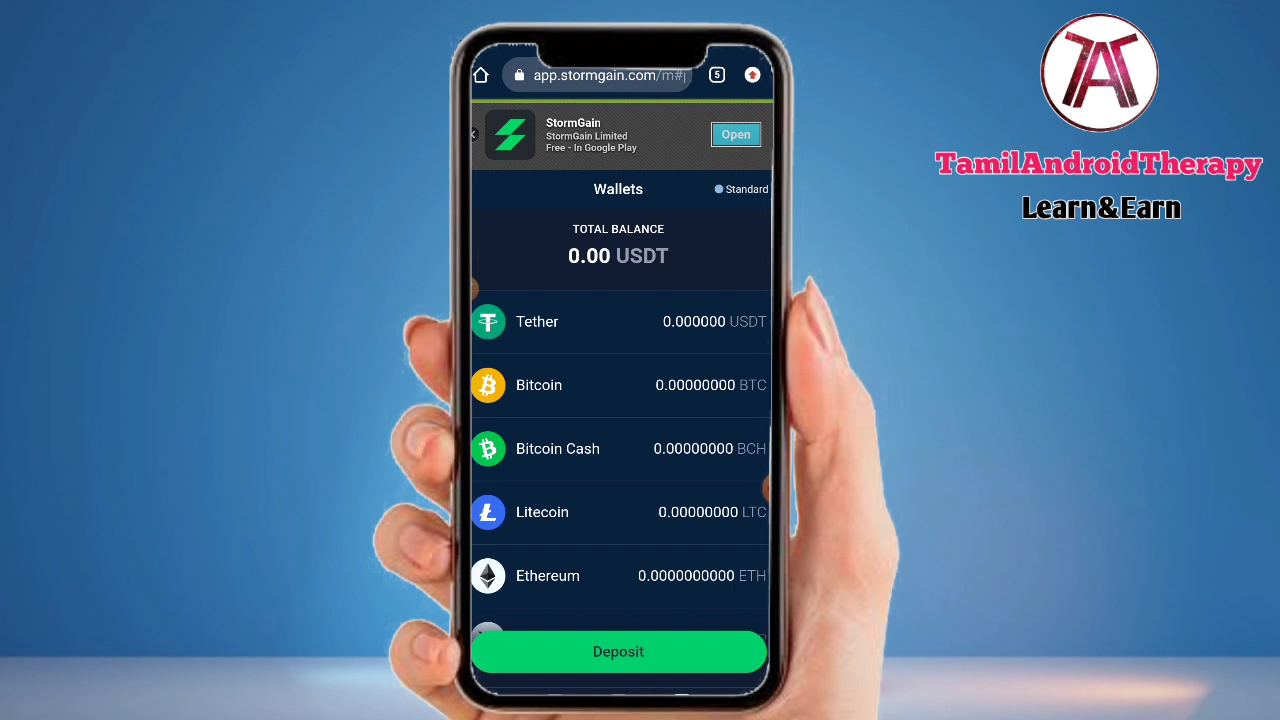 app.stormgain.com/m#
5
StormGain
StormGain Limited
Free - In Google Play
Open
Wallets
Standard
TOTAL BALANCE
0.00 USDT
Tether 0.000000 USDT
Bitcoin 0.00000000 BTC
Bitcoin Cash 0.00000000 BCH
Litecoin 0.00000000 LTC
Ethereum 0.0000000000 ETH
Deposit
TAT
TamilAndroidTherapy
Learn&Earn